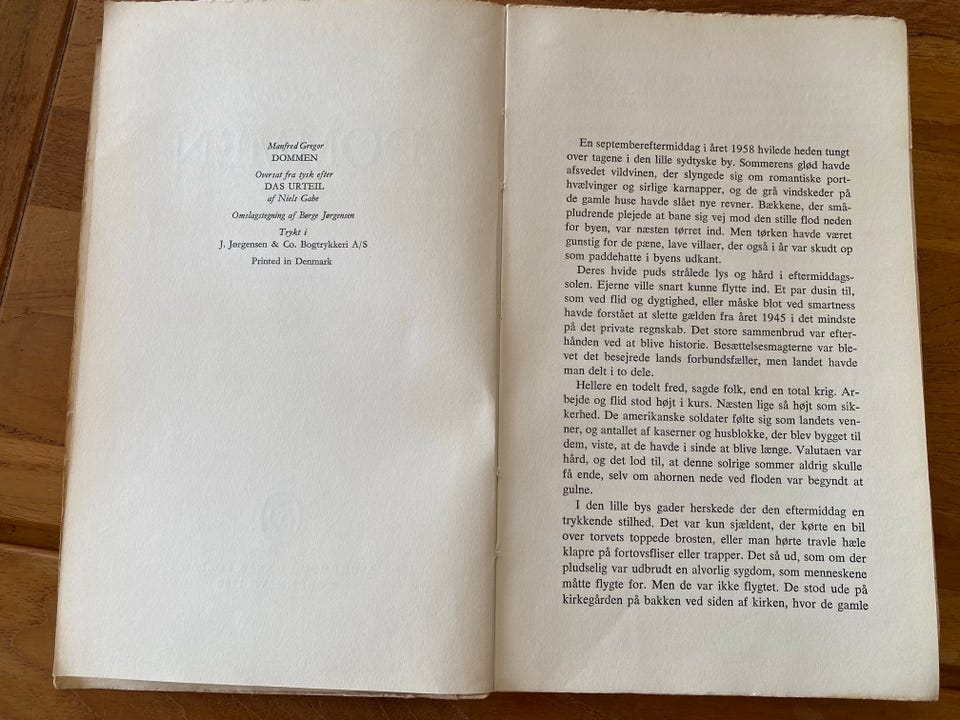 Manfred Gregor
DOMMEN
Oversat fra tysk efter
DAS URTEIL
af Niels Gabe
Omslagstegning af Børge Jørgensen
Trykt i
J. Jørgensen & Co. Bogtrykkeri A/S
Printed in Denmark
En septembereftermiddag i året 1958 hvilede heden tungt
over tagene i den lille sydtyske by. Sommerens glød havde
afsvedet vildvinen, der slyngede sig om romantiske port-
hvælvinger og sirlige karnapper, og de grå vindskeder på
de gamle huse havde slået nye revner. Bækkene, der små-
pludrende plejede at bane sig vej mod den stille flod neden
for byen, var næsten tørret ind. Men tørken havde været
gunstig for de pæne, lave villaer, der også i år var skudt op
som paddehatte i byens udkant.
Deres hvide puds strålede lys og hård i eftermiddags-
solen. Ejerne ville snart kunne flytte ind. Et par dusin til,
som ved flid og dygtighed, eller måske blot ved smartness
havde forstået at slette gælden fra året 1945 i det mindste
på det private regnskab. Det store sammenbrud var efter-
hånden ved at blive historie. Besættelsesmagterne var ble-
vet det besejrede lands forbundsfæller, men landet havde
man delt i to dele.
Hellere en todelt fred, sagde folk, end en total krig. Ar-
bejde og flid stod højt i kurs. Næsten lige så højt som sik-
kerhed. De amerikanske soldater følte sig som landets ven-
ner, og antallet af kaserner og husblokke, der blev bygget til
dem, viste, at de havde i sinde at blive længe. Valutaen var
hård, og det lod til, at denne solrige sommer aldrig skulle
få ende, selv om ahornen nede ved floden var begyndt at
gulne.
I den lille bys gader herskede der den eftermiddag en
trykkende stilhed. Det var kun sjældent, der kørte en bil
over torvets toppede brosten, eller man hørte travle hæle
klapre på fortovsfliser eller trapper. Det så ud, som om der
pludselig var udbrudt en alvorlig sygdom, som menneskene
måtte flygte for. Men de var ikke flygtet. De stod ude på
kirkegården på bakken ved siden af kirken, hvor de gamle